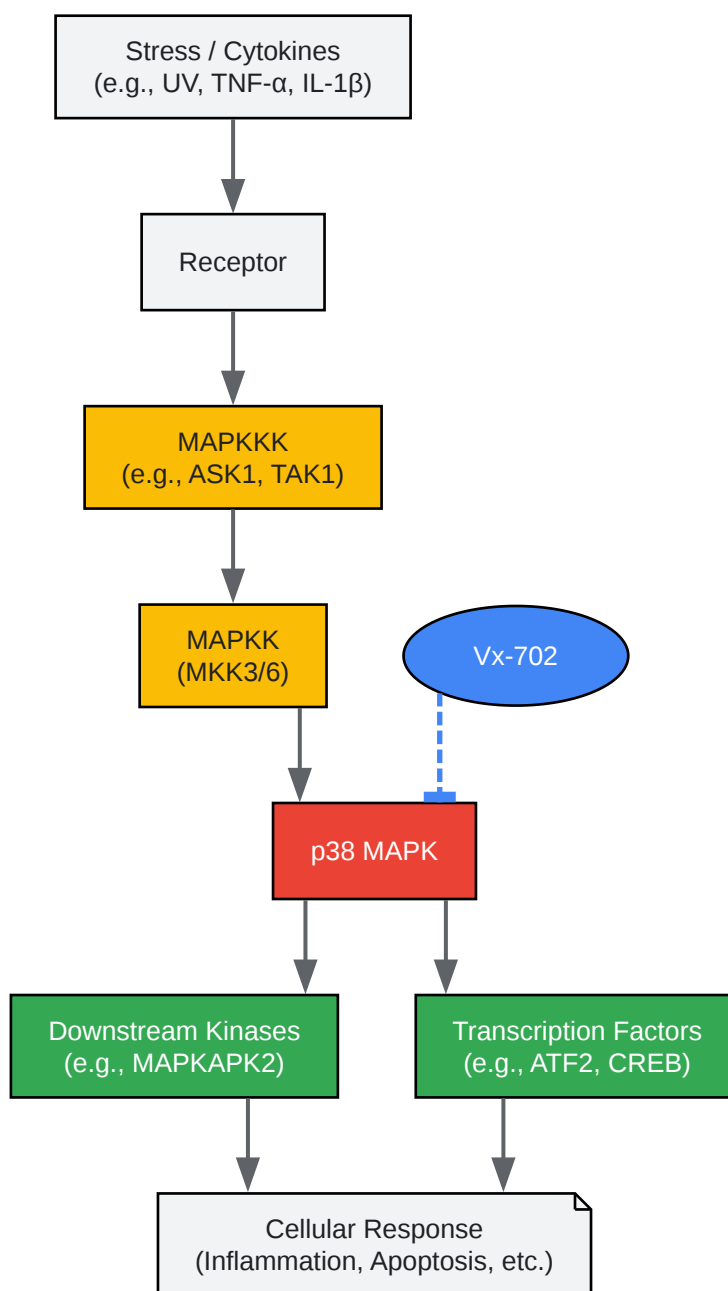 Stress / Cytokines
(e.g., UV, TNF-α, IL-1β)
Receptor
MAPKKK
(e.g., ASK1, TAK1)
MAPKK
(MKK3/6)
Vx-702
p38 MAPK
Downstream Kinases
(e.g., MAPKAPK2)
Transcription Factors
(e.g., ATF2, CREB)
Cellular Response
(Inflammation, Apoptosis, etc.)